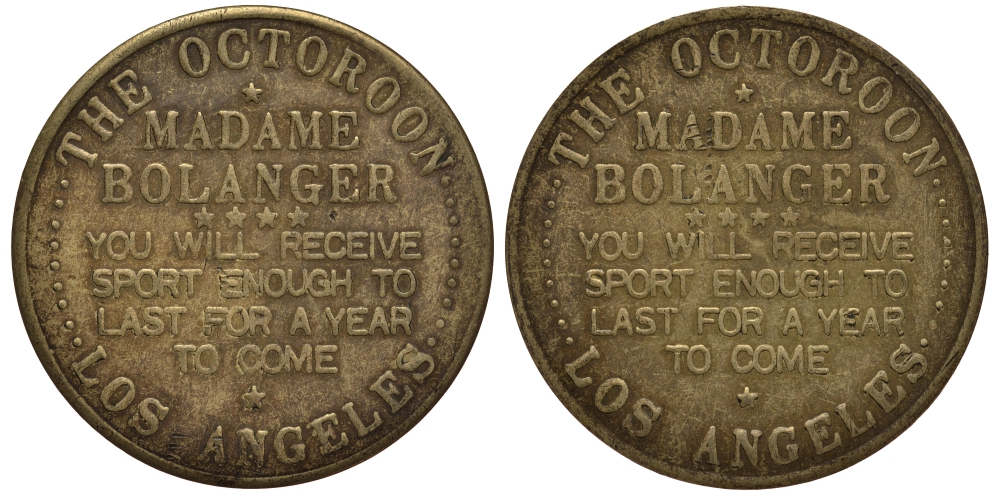 THE OCTOROON
MADAME
BOLANGER
YOU WILL RECEIVE
SPORT ENOUGH TO
LAST FOR A YEAR
TO COME
LOS ANGELES
THE OCTOROON
MADAME
BOLANGER
YOU WILL RECEIVE
SPORT ENOUGH TO
LAST FOR A YEAR
TO COME
LOS ANGELES